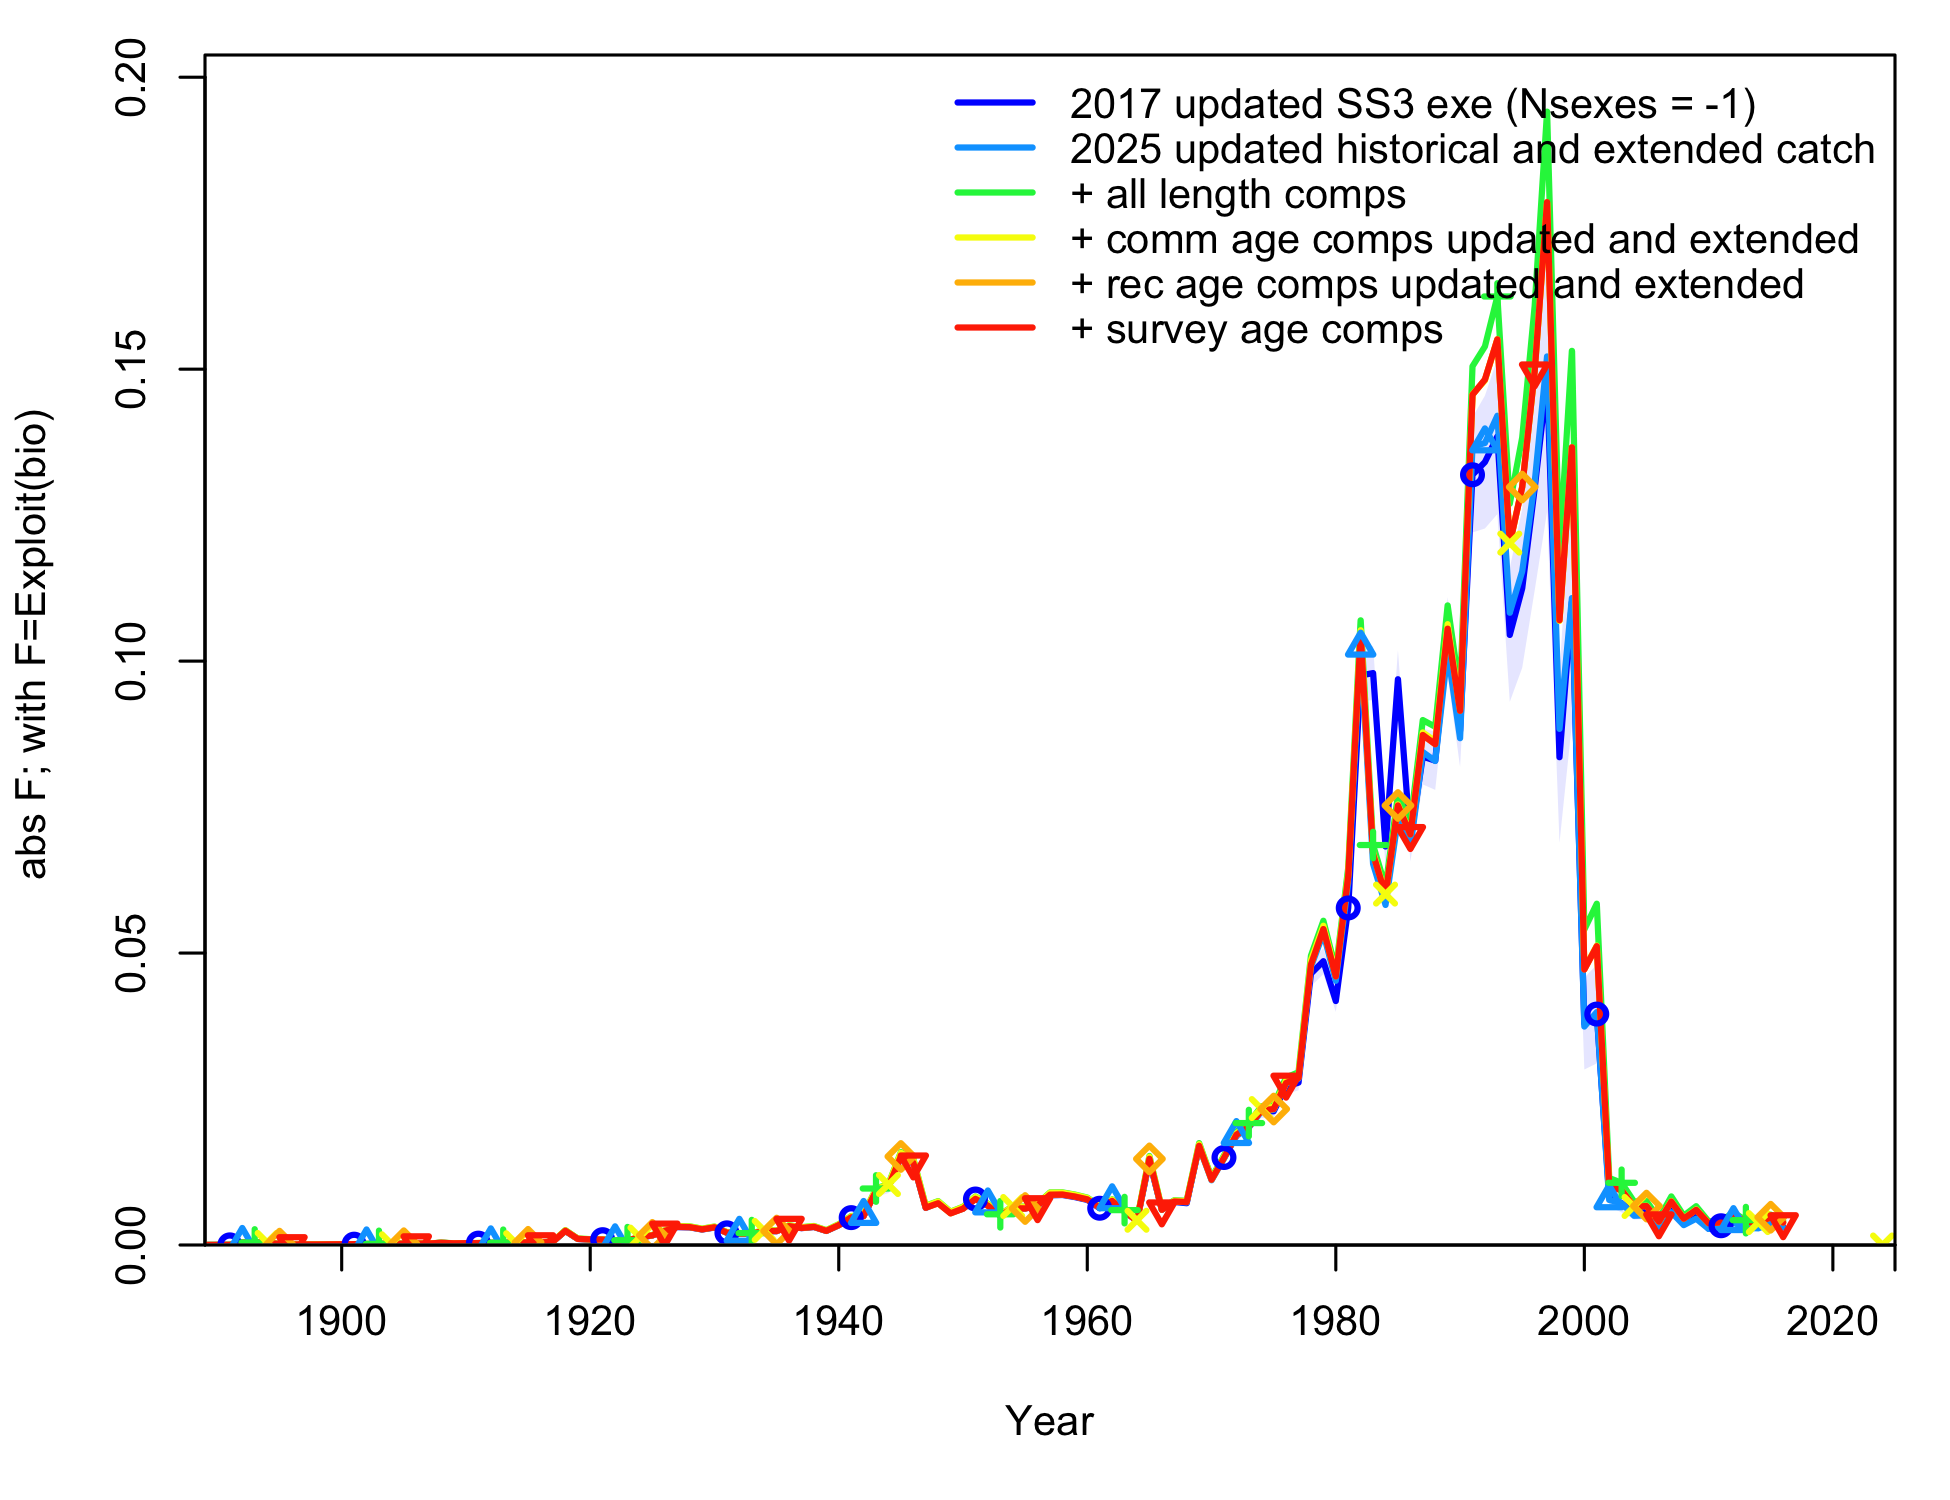 2017 updated SS3 exe (Nsexes = -1)
2025 updated historical and extended catch
+ all length comps
+ comm age comps updated and extended
+ rec age comps updated and extended
+ survey age comps
abs F; with F=Exploit(bio)
0.20
0.15
0.10
0.05
0.00
1900 1920 1940 1960 1980 2000 2020
Year